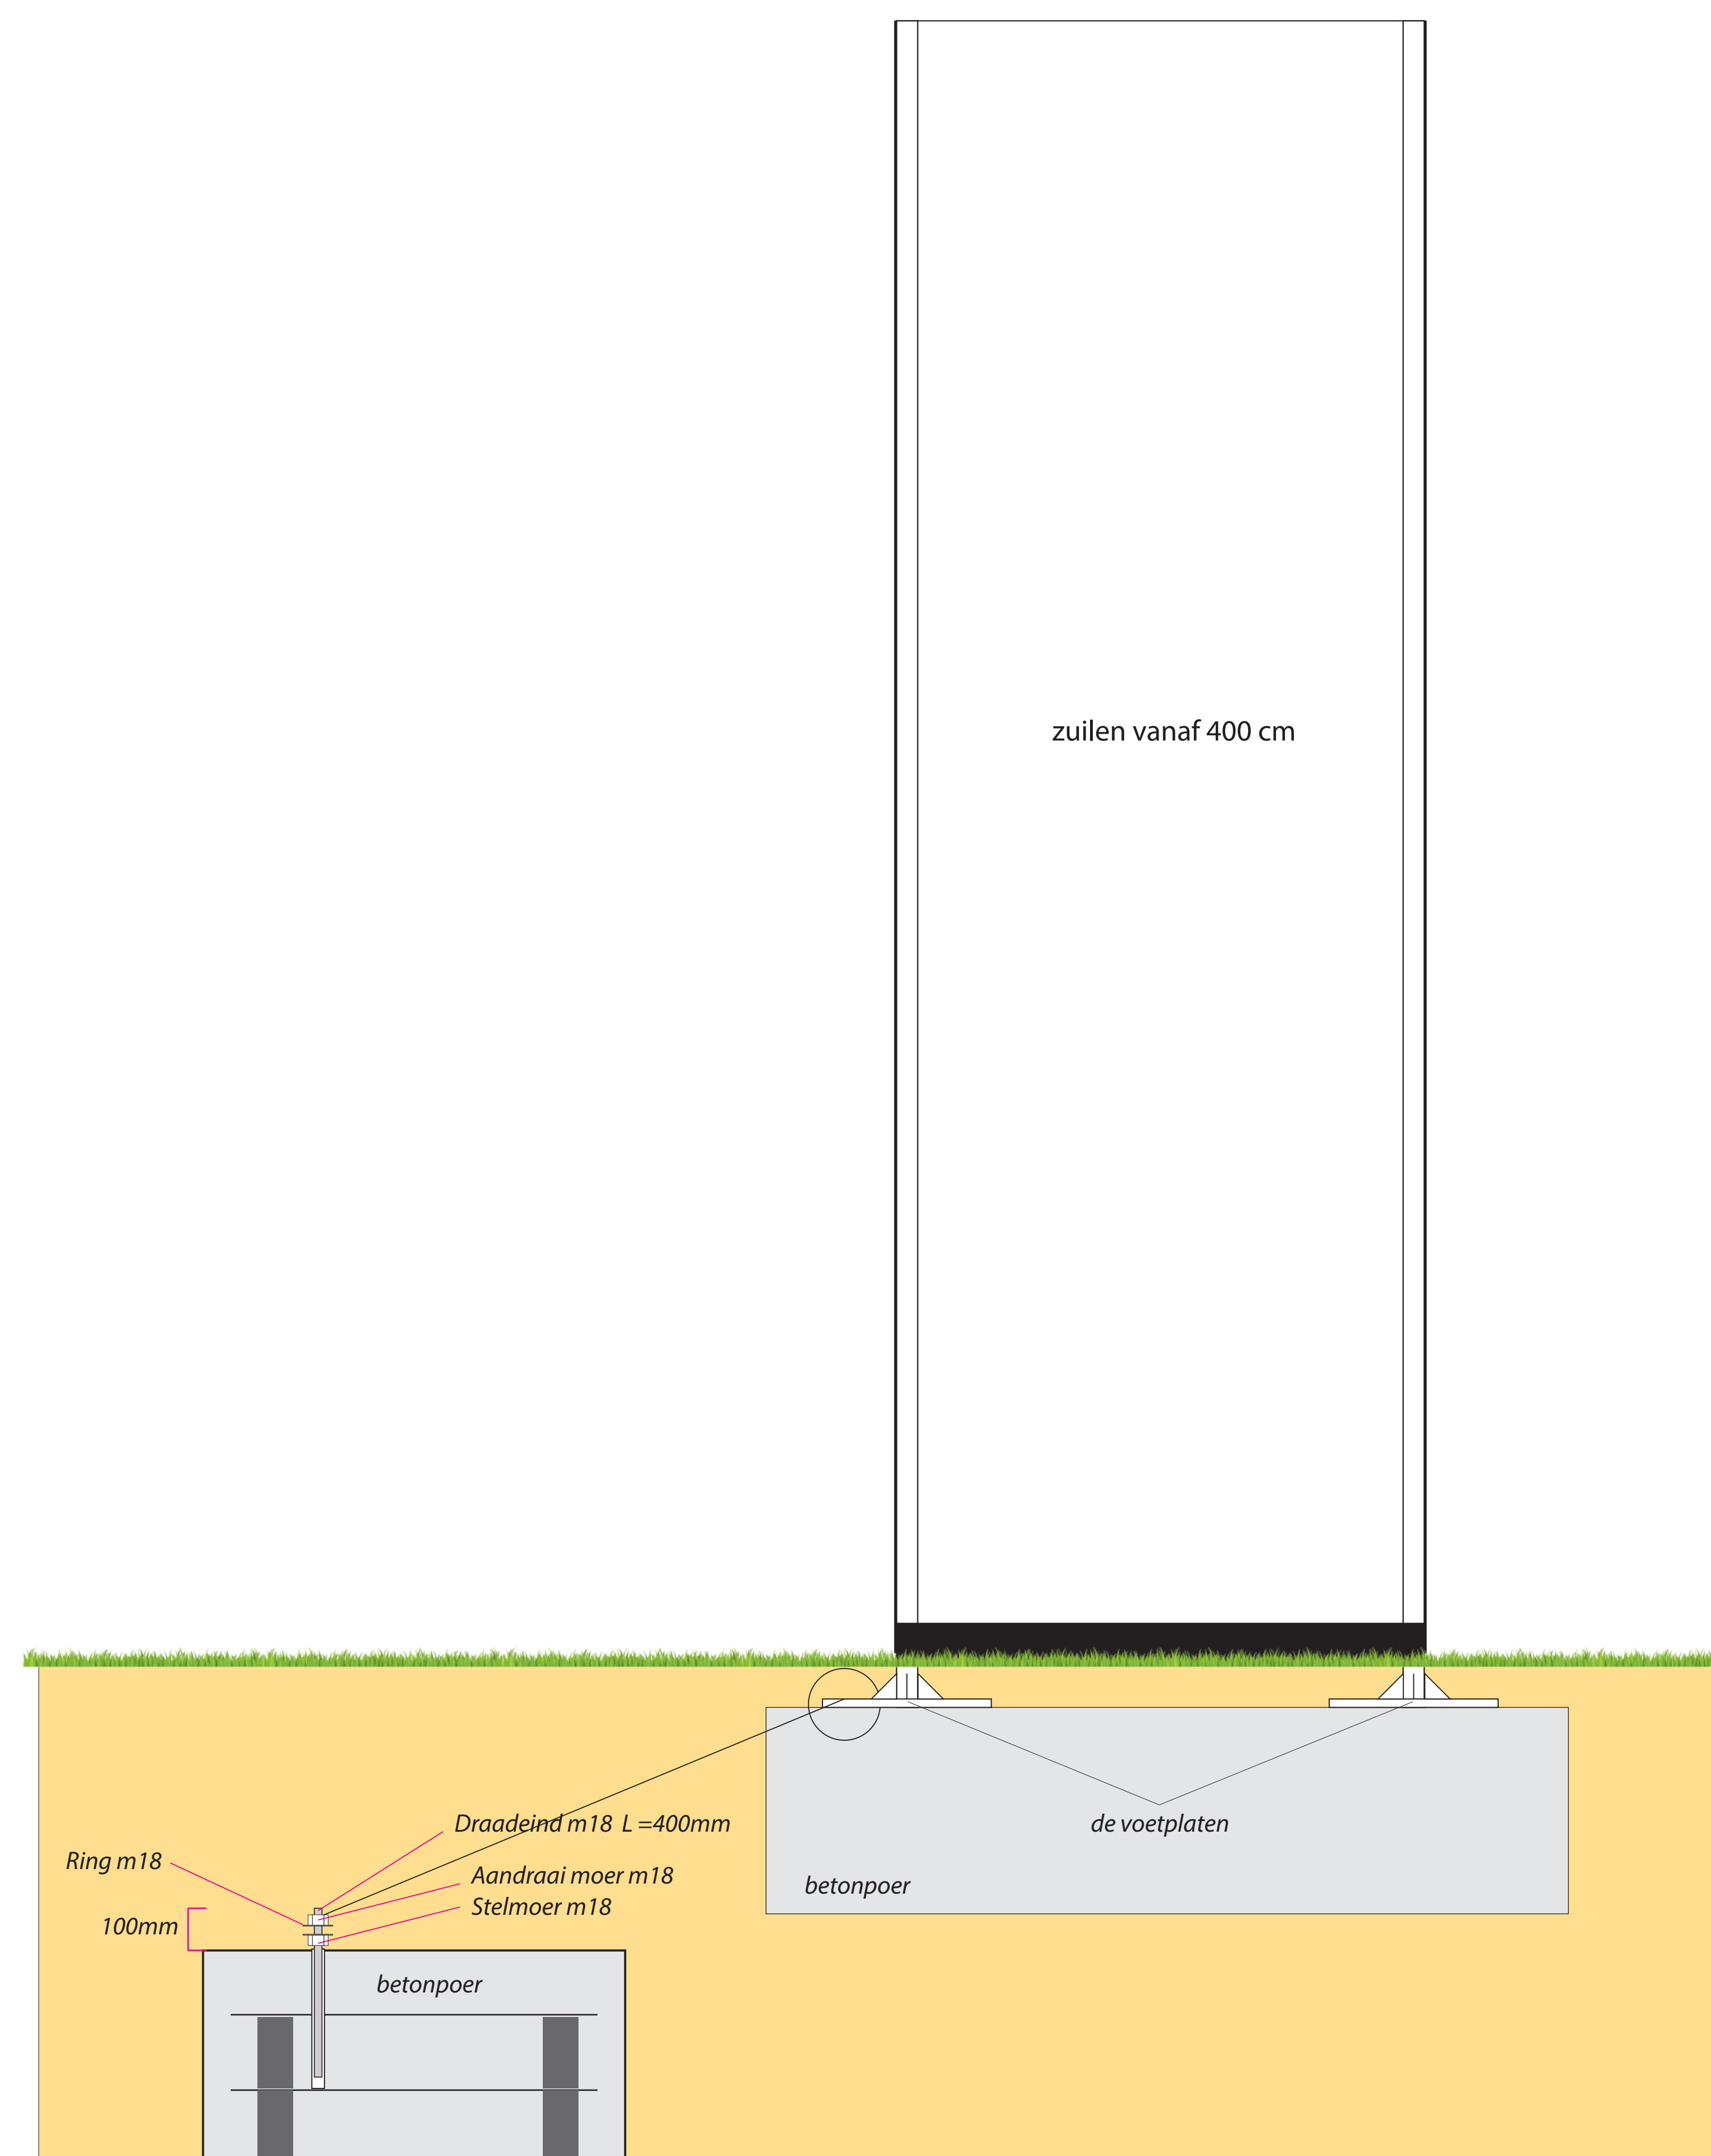 zuilen vanaf 400 cm
Draadeind m18 L =400mm
de voetplaten
Ring m18
Aandraai moer m18
betonpoer
Stelmoer m18
100mm
betonpoer